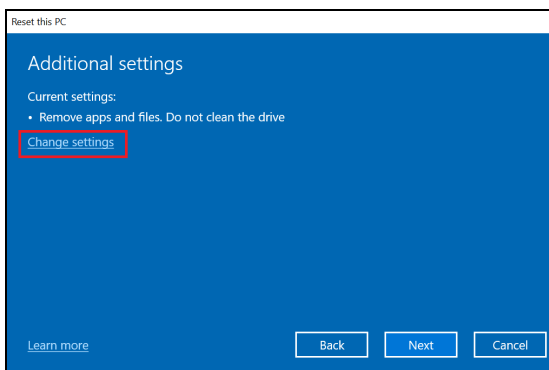 Reset this PC
Additional settings
Current settings:
• Remove apps and files. Do not clean the drive
Change settings
Learn more
Back
Next
Cancel